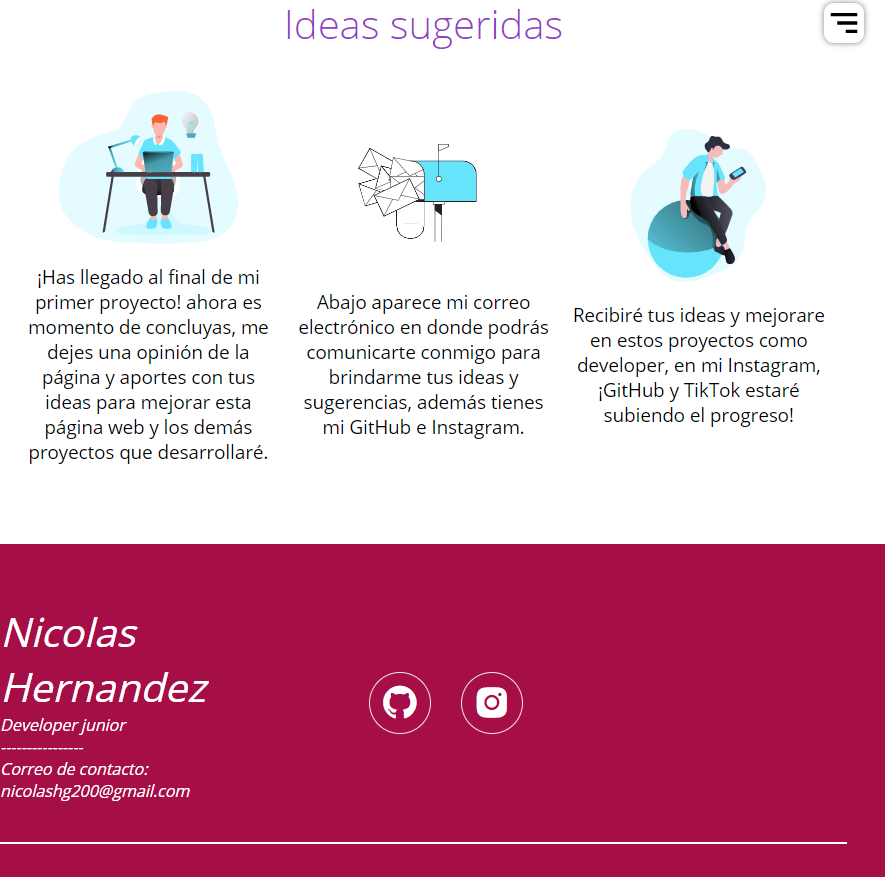 Ideas sugeridas
¡Has llegado al final de mi
primer proyecto! ahora es
momento de concluyas, me
dejes una opinión de la
página y aportes con tus
ideas para mejorar esta
página web y los demás
proyectos que desarrollaré.
Abajo aparece mi correo
electrónico en donde podrás
comunicarte conmigo para
brindarme tus ideas y
sugerencias, además tienes
mi GitHub e Instagram.
Recibiré tus ideas y mejorare
en estos proyectos como
developer, en mi Instagram,
¡GitHub y TikTok estaré
subiendo el progreso!
Nicolas
Hernandez
Developer junior
----------------
Correo de contacto:
nicolashg200@gmail.com